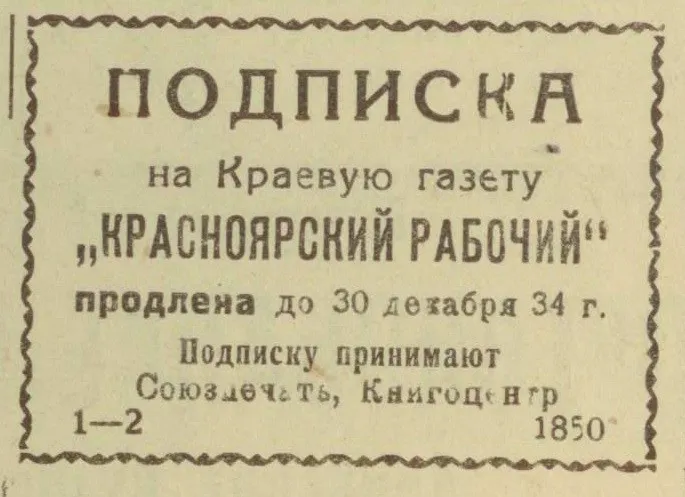 ПОДПИСКА
на Краевую газету
„КРАСНОЯРСКИЙ РАБОЧИЙ“
продлена до 30 декабря 34 г.
Подписку принимают
Союзпечать, Книгоцентр
1—2 1850